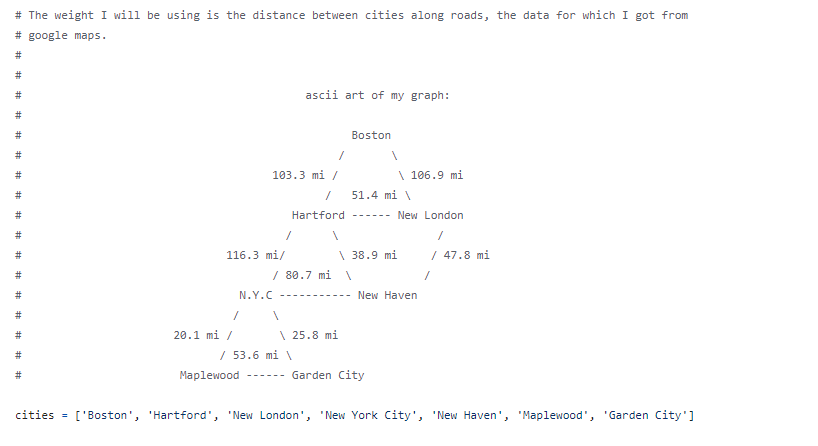 # The weight I will be using is the distance between cities along roads, the data for which I got from
# google maps.
#
#
#                                           ascii art of my graph:
#
#                                                  Boston
#                                                /       \
#                                      103.3 mi /         \ 106.9 mi
#                                              /   51.4 mi \
#                                         Hartford ------ New London
#                                        /      \               /
#                               116.3 mi/        \ 38.9 mi     / 47.8 mi
#                                      / 80.7 mi  \           /
#                                 N.Y.C ----------- New Haven
#                                /     \
#                       20.1 mi /       \ 25.8 mi
#                              / 53.6 mi \
#                        Maplewood ------ Garden City
cities = ['Boston', 'Hartford', 'New London', 'New York City', 'New Haven', 'Maplewood', 'Garden City']